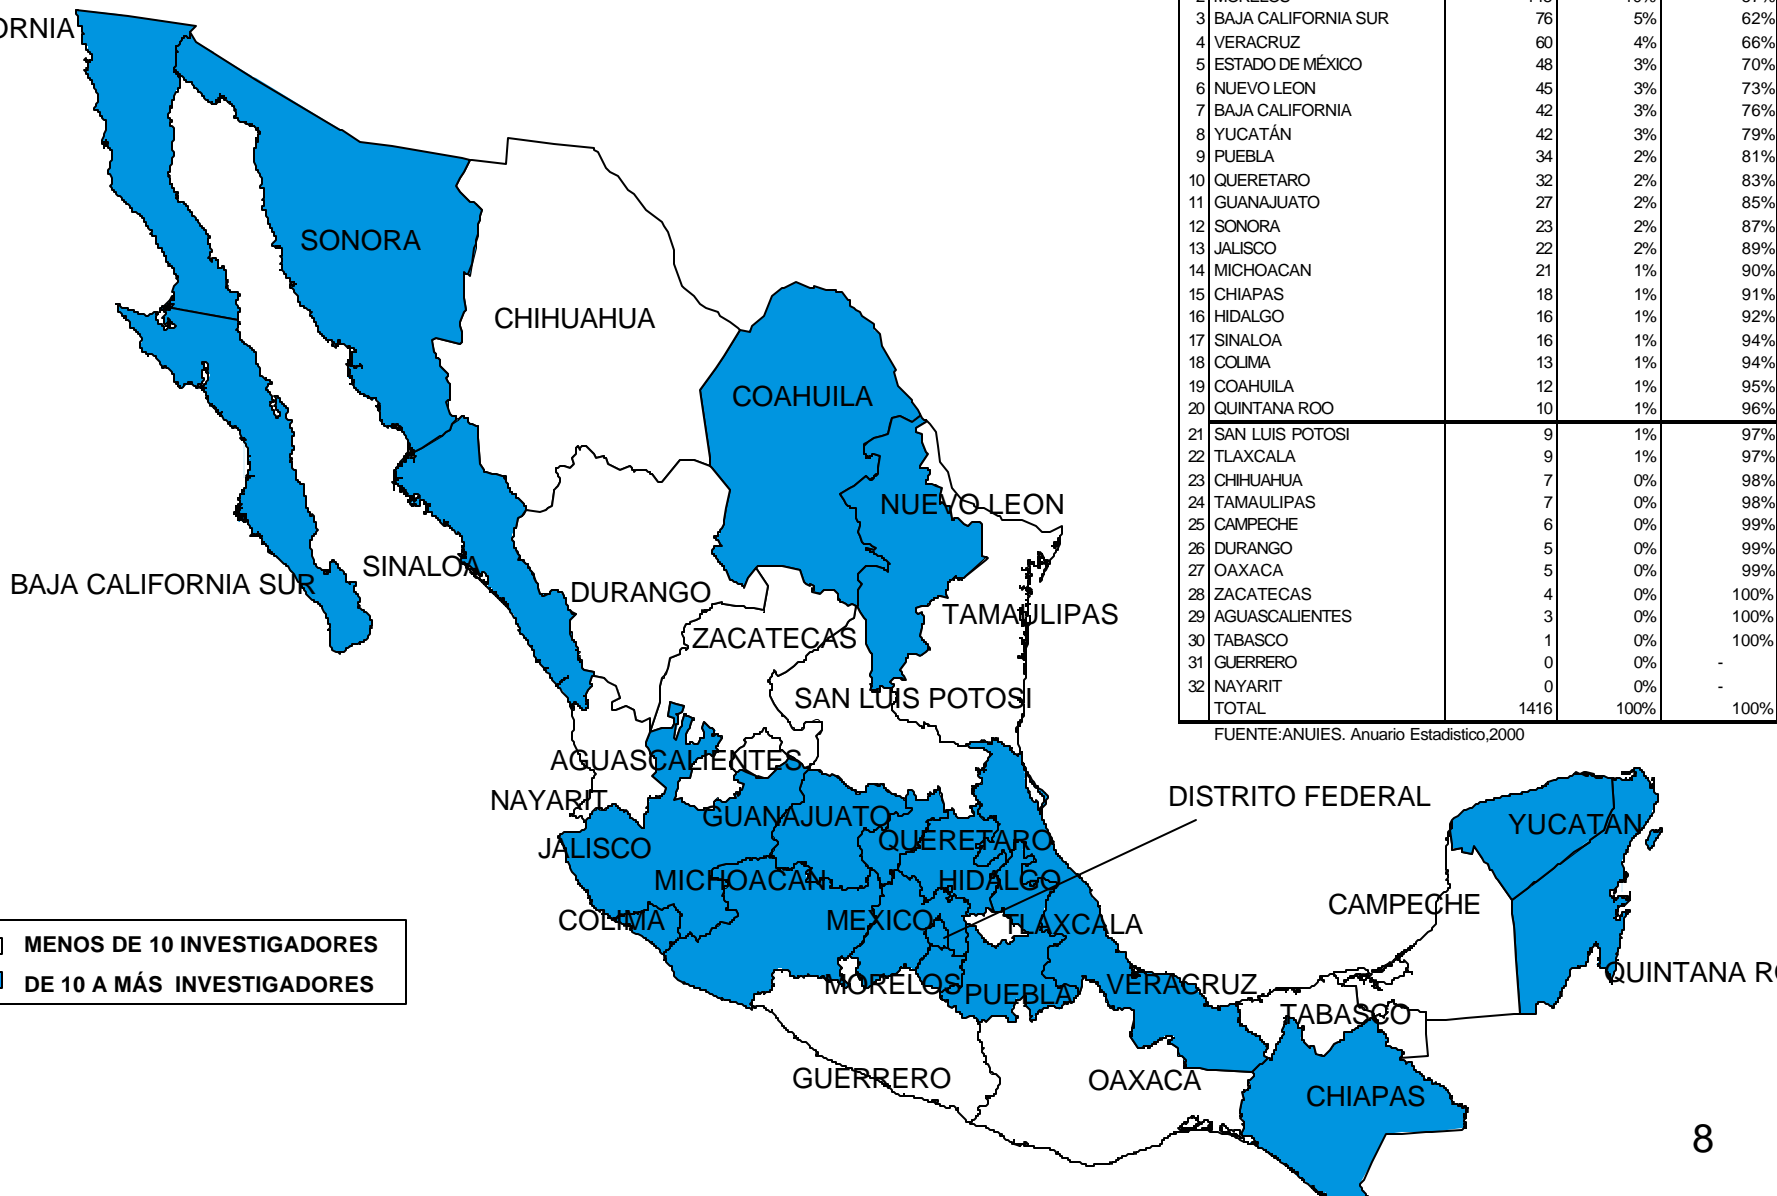 3 BAJA CALIFORNIA SUR 76 5% 62%
4 VERACRUZ 60 4% 66%
5 ESTADO DE MÉXICO 48 3% 70%
6 NUEVO LEON 45 3% 73%
7 BAJA CALIFORNIA 42 3% 76%
8 YUCATÁN 42 3% 79%
9 PUEBLA 34 2% 81%
10 QUERETARO 32 2% 83%
11 GUANAJUATO 27 2% 85%
12 SONORA 23 2% 87%
13 JALISCO 22 2% 89%
14 MICHOACAN 21 1% 90%
15 CHIAPAS 18 1% 91%
16 HIDALGO 16 1% 92%
17 SINALOA 16 1% 94%
18 COLIMA 13 1% 94%
19 COAHUILA 12 1% 95%
20 QUINTANA ROO 10 1% 96%
21 SAN LUIS POTOSI 9 1% 97%
22 TLAXCALA 9 1% 97%
23 CHIHUAHUA 7 0% 98%
24 TAMAULIPAS 7 0% 98%
25 CAMPECHE 6 0% 99%
26 DURANGO 5 0% 99%
27 OAXACA 5 0% 99%
28 ZACATECAS 4 0% 100%
29 AGUASCALIENTES 3 0% 100%
30 TABASCO 1 0% 100%
31 GUERRERO 0 0% -
32 NAYARIT 0 0% -
TOTAL 1416 100% 100%
FUENTE:ANUIES. Anuario Estadistico,2000
ORNIA
SONORA
CHIHUAHUA
COAHUILA
NUEVO LEON
SINALOA
BAJA CALIFORNIA SUR
DURANGO
TAMAULIPAS
ZACATECAS
SAN LUIS POTOSI
AGUASCALIENTES
NAYARIT
DISTRITO FEDERAL
GUANAJUATO
YUCATÁN
QUERETARO
JALISCO
MICHOACAN
HIDALGO
CAMPECHE
COLIMA
MEXICO
TLAXCALA
MENOS DE 10 INVESTIGADORES
DE 10 A MÁS INVESTIGADORES
QUINTANA RO
MORELOS
PUEBLA
VERACRUZ
TABASCO
GUERRERO
OAXACA
CHIAPAS
8